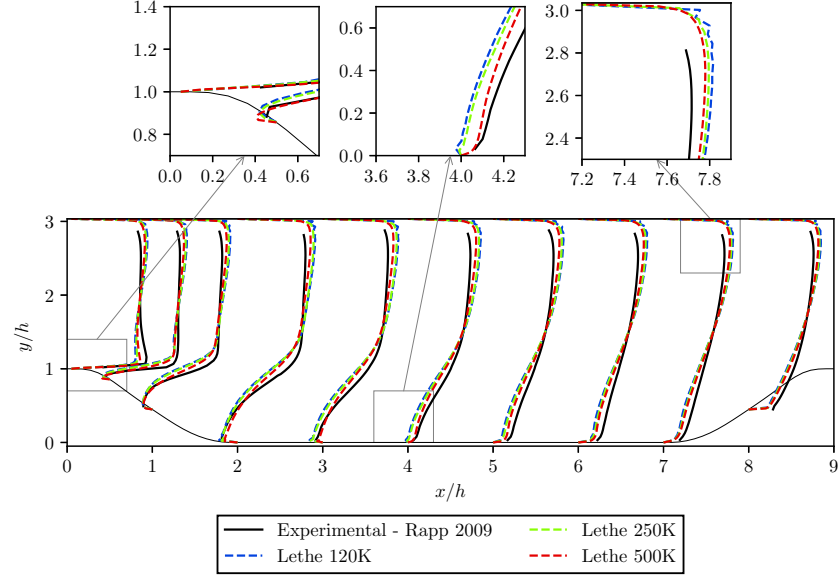 1.4
1.2
1.0
0.8
0.0 0.2 0.4 0.6
0.6
0.4
0.2
0.0
3.6 3.8 4.0 4.2
3.0
2.8
2.6
2.4
7.2 7.4 7.6 7.8
3
2
1
0
y/h
0 1 2 3 4 5 6 7 8 9
x/h
Experimental - Rapp 2009
Lethe 120K
Lethe 250K
Lethe 500K